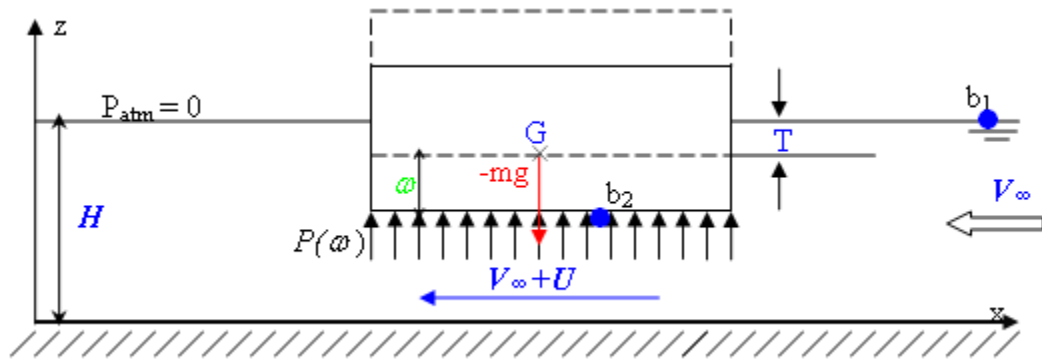 z
P_atm = 0
b₁
G
T
-mg
ω
b₂
V∞
H
P(ω)
V∞+U
x